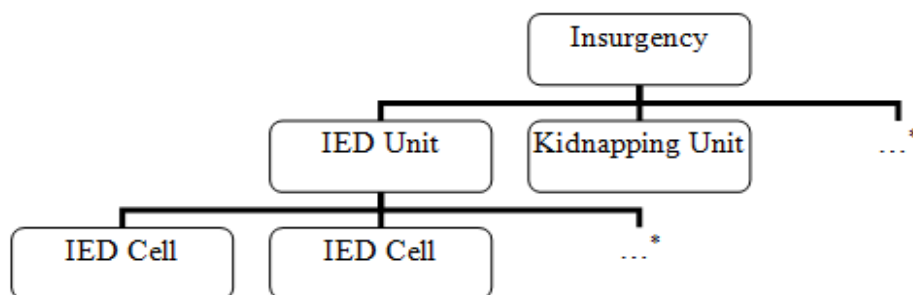 Insurgency
IED Unit
Kidnapping Unit
...*
IED Cell
IED Cell
...*